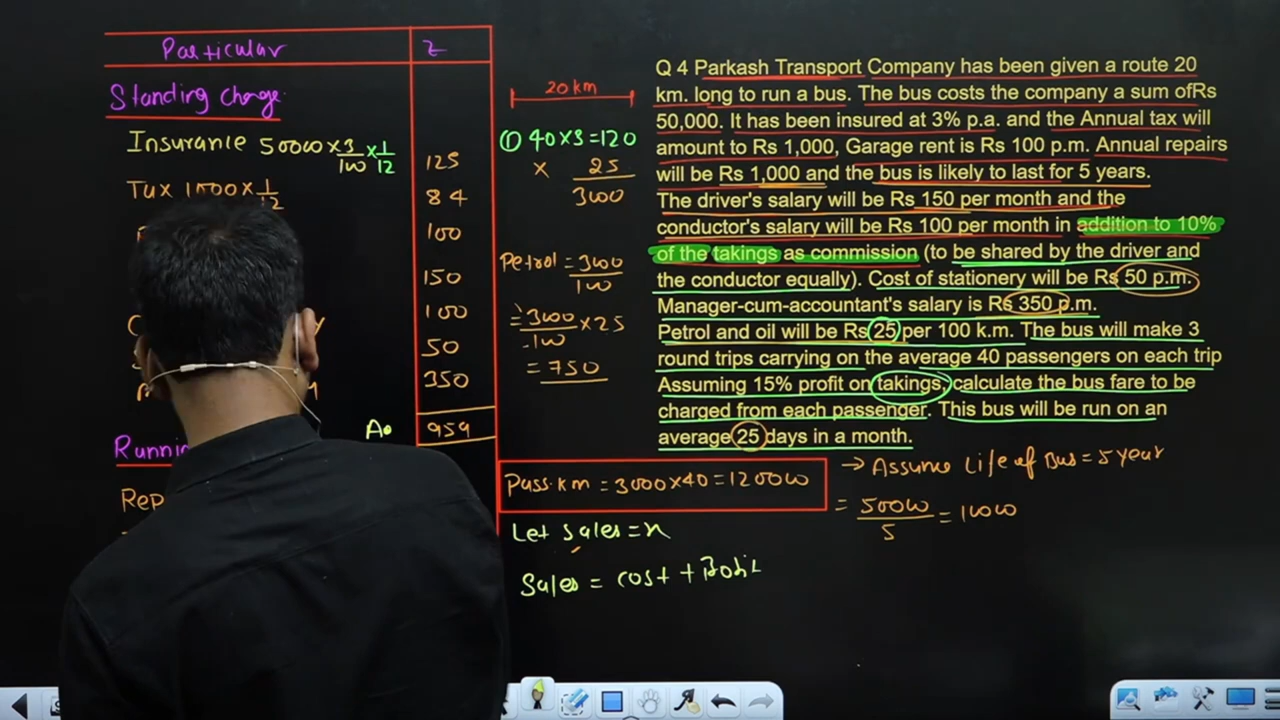 Particular ₹
Standing charge
Insurance 50000 × 3/100 × 1/12 125
Tax 1000 × 1/12 84
100
150
100
50
350
A 959
Runni
Rep
20 km
① 40×3=120
× 25
3000
Petrol = 3000/100
= 3000/100 × 25
= 750
Q 4 Parkash Transport Company has been given a route 20
km. long to run a bus. The bus costs the company a sum ofRs
50,000. It has been insured at 3% p.a. and the Annual tax will
amount to Rs 1,000, Garage rent is Rs 100 p.m. Annual repairs
will be Rs 1,000 and the bus is likely to last for 5 years.
The driver's salary will be Rs 150 per month and the
conductor's salary will be Rs 100 per month in addition to 10%
of the takings as commission (to be shared by the driver and
the conductor equally). Cost of stationery will be Rs 50 p.m.
Manager-cum-accountant's salary is Rs 350 p.m.
Petrol and oil will be Rs 25 per 100 k.m. The bus will make 3
round trips carrying on the average 40 passengers on each trip
Assuming 15% profit on takings, calculate the bus fare to be
charged from each passenger. This bus will be run on an
average 25 days in a month.
Pass. km = 3000×40 = 120000
Let Sales = x
Sales = cost + Profit
→ Assume Life of Bus = 5 year
= 50000/5 = 10000